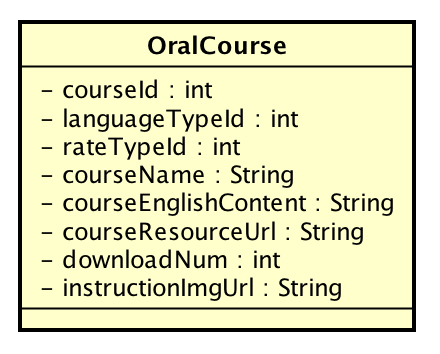 OralCourse
- courseId : int
- languageTypeId : int
- rateTypeId : int
- courseName : String
- courseEnglishContent : String
- courseResourceUrl : String
- downloadNum : int
- instructionImgUrl : String